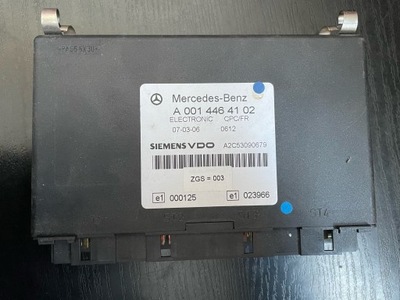 Mercedes-Benz
A 001 446 41 02
ELECTRONIC CPC/FR
07-03-06 0612
SIEMENS VDO A2C53090679
ZGS = 003
e1 000125 e1 023966